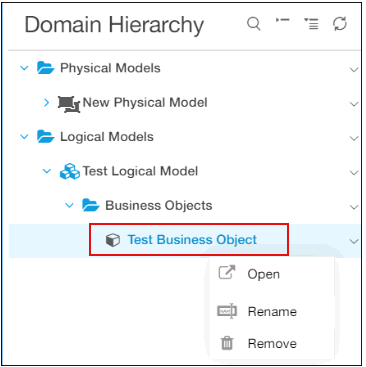 Domain Hierarchy
Physical Models
New Physical Model
Logical Models
Test Logical Model
Business Objects
Test Business Object
Open
Rename
Remove